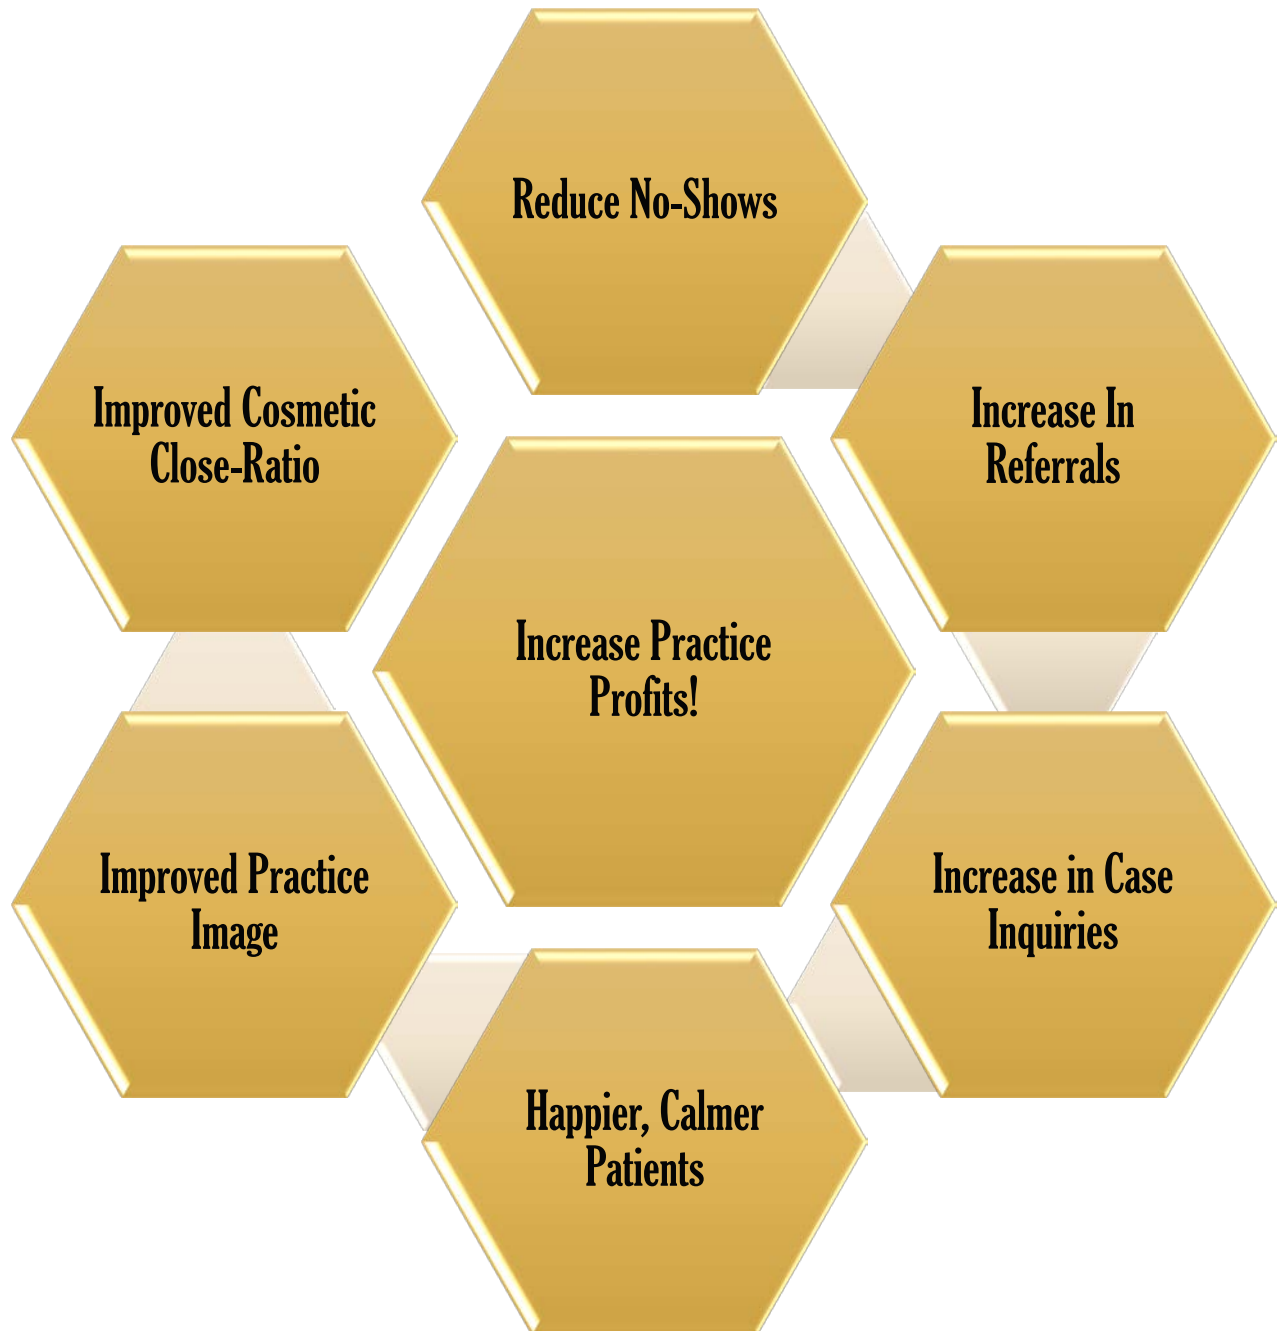 Reduce No-Shows
Improved Cosmetic
Close-Ratio
Increase In
Referrals
Increase Practice
Profits!
Improved Practice
Image
Increase in Case
Inquiries
Happier, Calmer
Patients